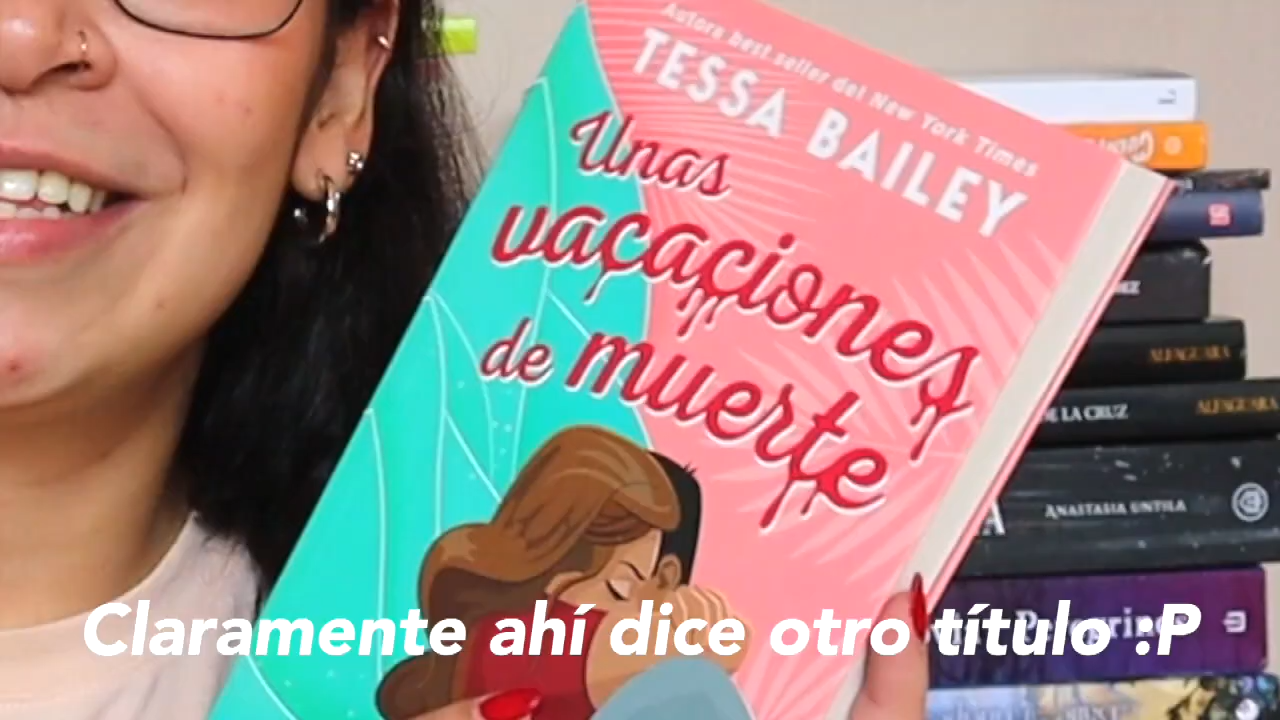 Autora best seller del New York Times
TESSA BAILEY
Unas
vacaciones
de muerte
ALFAGUARA
DE LA CRUZ
ALFAGUARA
ANASTASIA UNTILA
Claramente ahí dice otro título :P